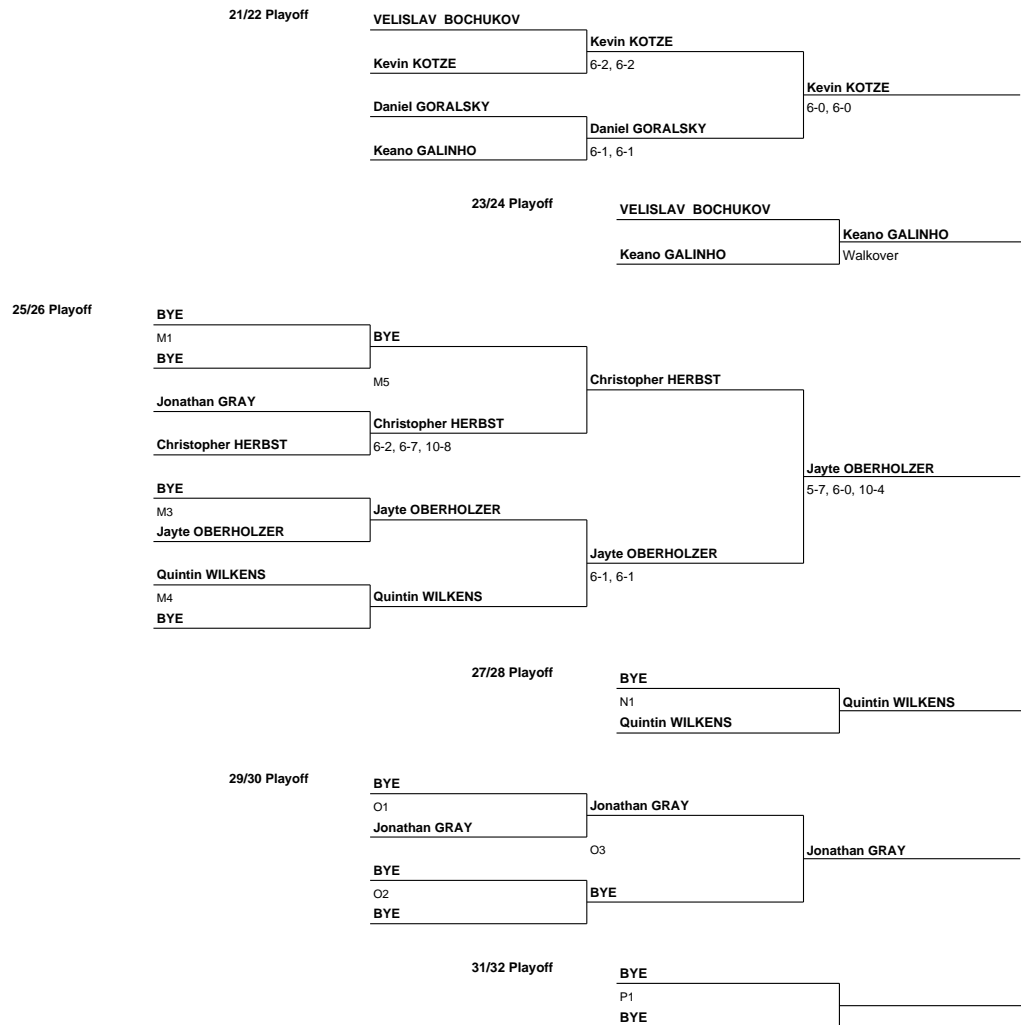 21/22 Playoff
VELISLAV  BOCHUKOV
Kevin KOTZE
Kevin KOTZE
6-2, 6-2
Kevin KOTZE
6-0, 6-0
Daniel GORALSKY
Daniel GORALSKY
Keano GALINHO
6-1, 6-1
23/24 Playoff
VELISLAV  BOCHUKOV
Keano GALINHO
Keano GALINHO
Walkover
25/26 Playoff
BYE
M1
BYE
BYE
M5
Christopher HERBST
Jonathan GRAY
Christopher HERBST
Christopher HERBST
6-2, 6-7, 10-8
Jayte OBERHOLZER
5-7, 6-0, 10-4
BYE
M3
Jayte OBERHOLZER
Jayte OBERHOLZER
Jayte OBERHOLZER
6-1, 6-1
Quintin WILKENS
M4
Quintin WILKENS
BYE
27/28 Playoff
BYE
N1
Quintin WILKENS
Quintin WILKENS
29/30 Playoff
BYE
O1
Jonathan GRAY
Jonathan GRAY
O3
Jonathan GRAY
BYE
O2
BYE
BYE
31/32 Playoff
BYE
P1
BYE